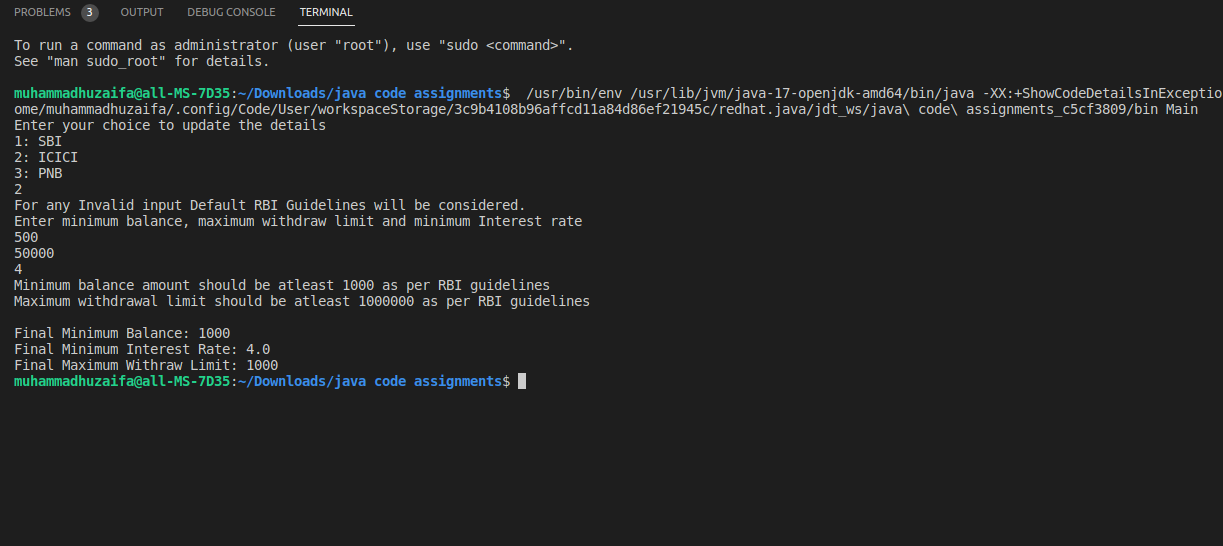 PROBLEMS 3 OUTPUT DEBUG CONSOLE TERMINAL
To run a command as administrator (user "root"), use "sudo <command>".
See "man sudo_root" for details.
muhammadhuzaifa@all-MS-7D35:~/Downloads/java code assignments$  /usr/bin/env /usr/lib/jvm/java-17-openjdk-amd64/bin/java -XX:+ShowCodeDetailsInExceptio
ome/muhammadhuzaifa/.config/Code/User/workspaceStorage/3c9b4108b96affcd11a84d86ef21945c/redhat.java/jdt_ws/java\ code\ assignments_c5cf3809/bin Main
Enter your choice to update the details
1: SBI
2: ICICI
3: PNB
2
For any Invalid input Default RBI Guidelines will be considered.
Enter minimum balance, maximum withdraw limit and minimum Interest rate
500
50000
4
Minimum balance amount should be atleast 1000 as per RBI guidelines
Maximum withdrawal limit should be atleast 1000000 as per RBI guidelines
Final Minimum Balance: 1000
Final Minimum Interest Rate: 4.0
Final Maximum Withraw Limit: 1000
muhammadhuzaifa@all-MS-7D35:~/Downloads/java code assignments$